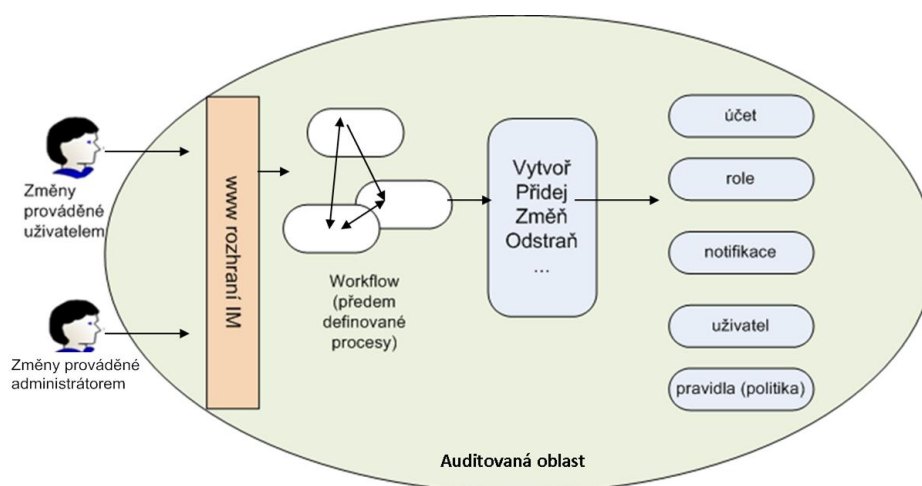 Změny
prováděné
uživatelem
Změny prováděné
administrátorem
www rozhraní IM
Workflow
(předem
definované
procesy)
Vytvoř
Přidej
Změň
Odstraň
...
účet
role
notifikace
uživatel
pravidla (politika)
Auditovaná oblast